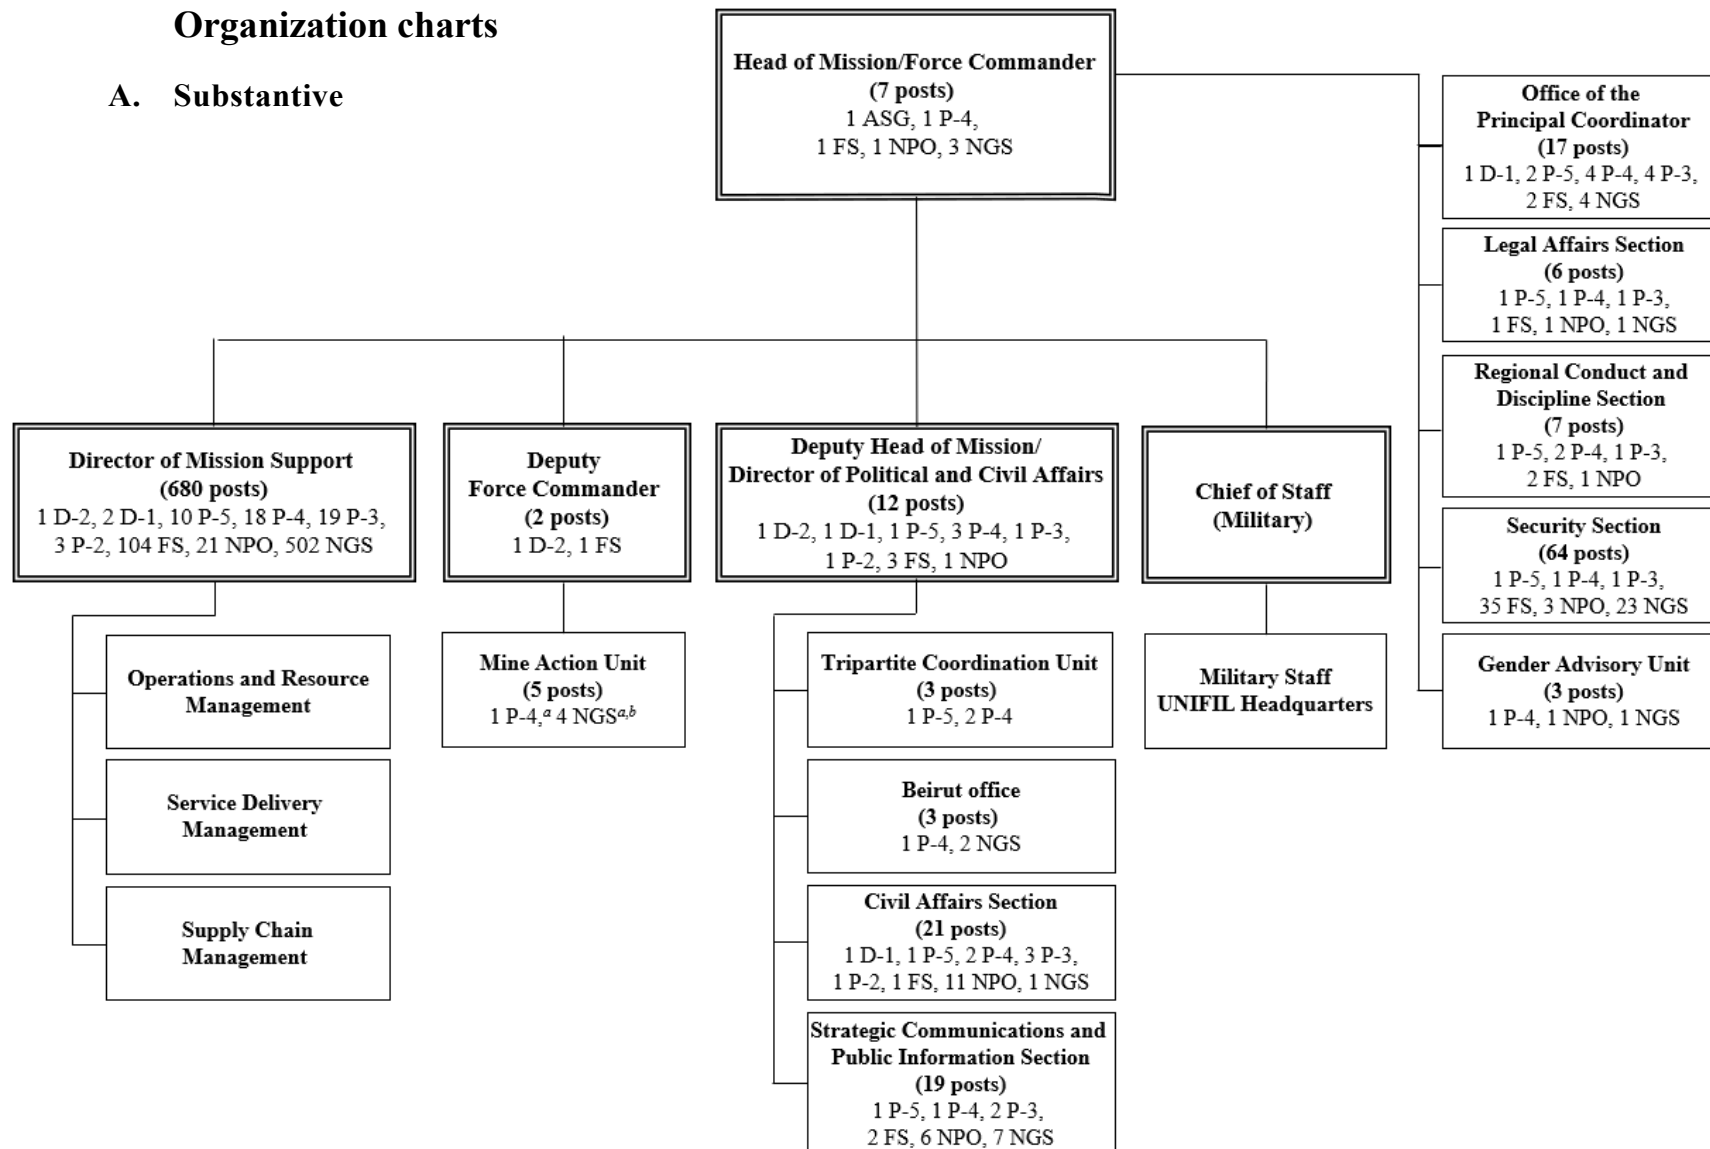 Organization charts
A. Substantive
Head of Mission/Force Commander
(7 posts)
1 ASG, 1 P-4,
1 FS, 1 NPO, 3 NGS
Office of the
Principal Coordinator
(17 posts)
1 D-1, 2 P-5, 4 P-4, 4 P-3,
2 FS, 4 NGS
Legal Affairs Section
(6 posts)
1 P-5, 1 P-4, 1 P-3,
1 FS, 1 NPO, 1 NGS
Regional Conduct and
Discipline Section
(7 posts)
1 P-5, 2 P-4, 1 P-3,
2 FS, 1 NPO
Security Section
(64 posts)
1 P-5, 1 P-4, 1 P-3,
35 FS, 3 NPO, 23 NGS
Gender Advisory Unit
(3 posts)
1 P-4, 1 NPO, 1 NGS
Director of Mission Support
(680 posts)
1 D-2, 2 D-1, 10 P-5, 18 P-4, 19 P-3,
3 P-2, 104 FS, 21 NPO, 502 NGS
Operations and Resource
Management
Service Delivery
Management
Supply Chain
Management
Deputy
Force Commander
(2 posts)
1 D-2, 1 FS
Mine Action Unit
(5 posts)
1 P-4,a 4 NGSa,b
Deputy Head of Mission/
Director of Political and Civil Affairs
(12 posts)
1 D-2, 1 D-1, 1 P-5, 3 P-4, 1 P-3,
1 P-2, 3 FS, 1 NPO
Tripartite Coordination Unit
(3 posts)
1 P-5, 2 P-4
Beirut office
(3 posts)
1 P-4, 2 NGS
Civil Affairs Section
(21 posts)
1 D-1, 1 P-5, 2 P-4, 3 P-3,
1 P-2, 1 FS, 11 NPO, 1 NGS
Strategic Communications and
Public Information Section
(19 posts)
1 P-5, 1 P-4, 2 P-3,
2 FS, 6 NPO, 7 NGS
Chief of Staff
(Military)
Military Staff
UNIFIL Headquarters